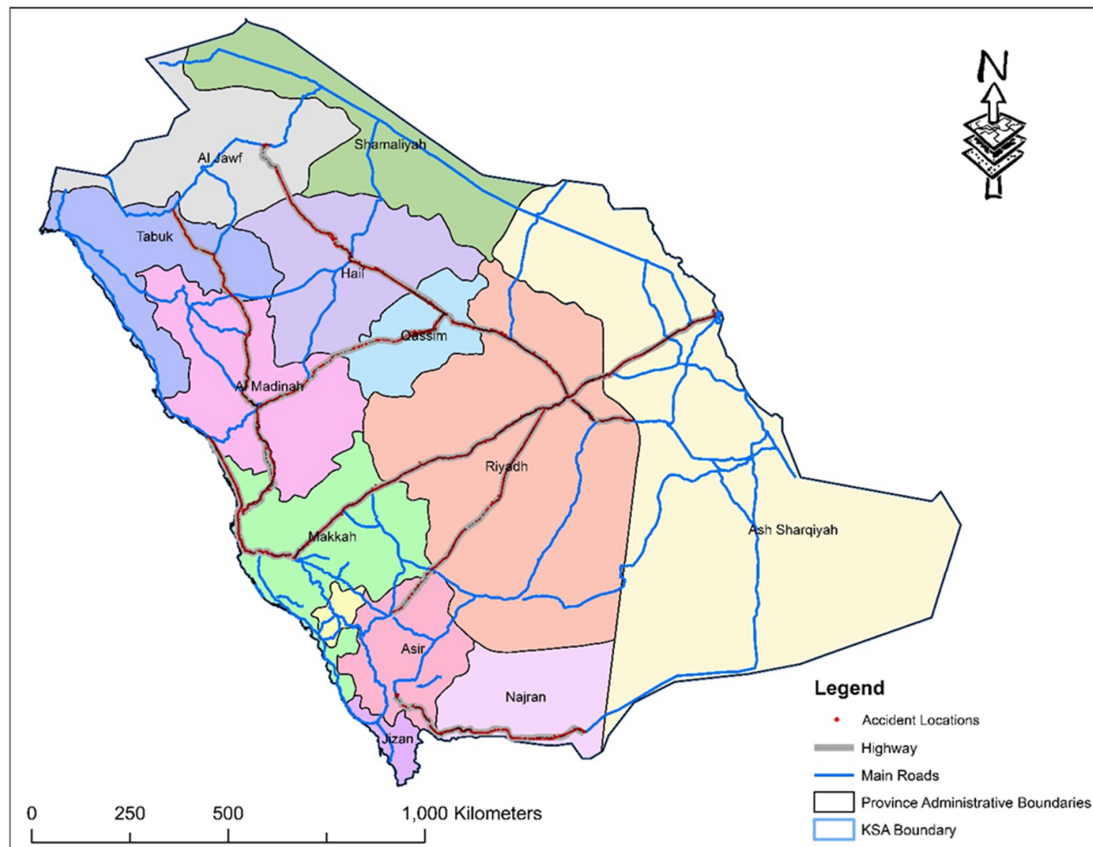 N
Shamaliyah
Al Jawf
Tabuk
Hail
Qassim
Al Madinah
Riyadh
Makkah
Ash Sharqiyah
Asir
Najran
Jizan
Legend
Accident Locations
Highway
Main Roads
Province Administrative Boundaries
KSA Boundary
0 250 500 1,000 Kilometers